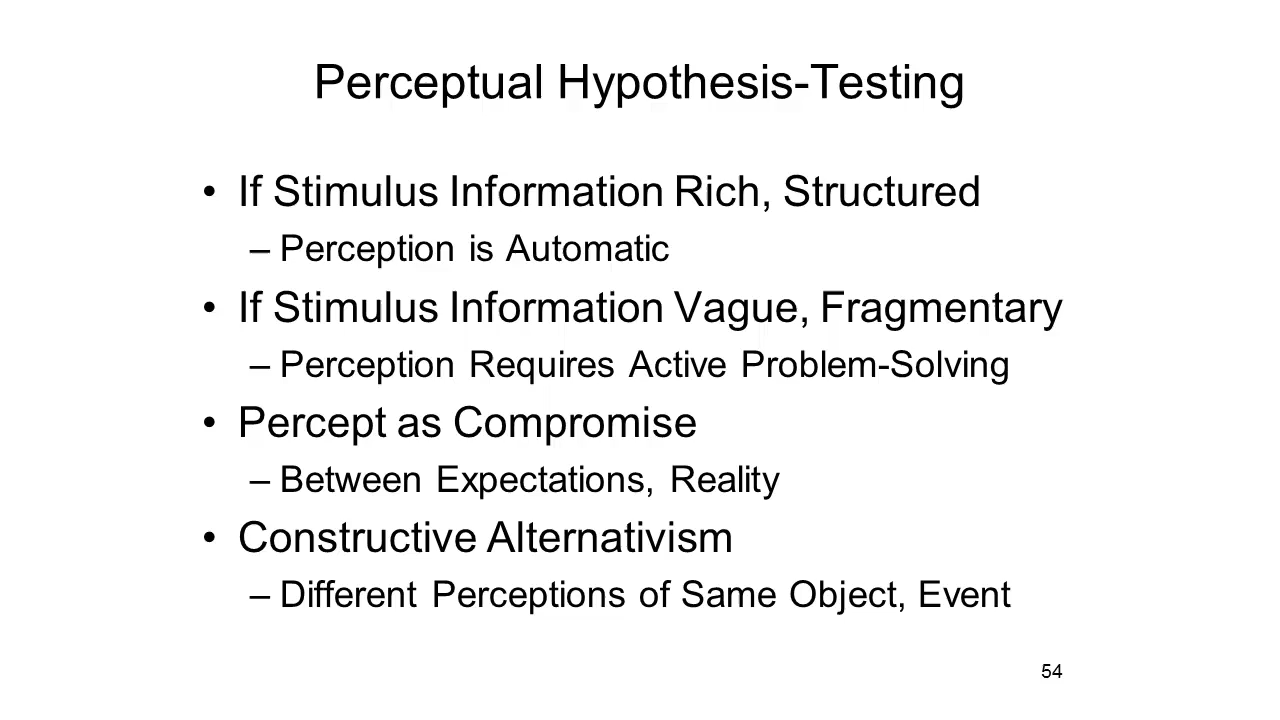 Perceptual Hypothesis-Testing
• If Stimulus Information Rich, Structured
– Perception is Automatic
• If Stimulus Information Vague, Fragmentary
– Perception Requires Active Problem-Solving
• Percept as Compromise
– Between Expectations, Reality
• Constructive Alternativism
– Different Perceptions of Same Object, Event
54